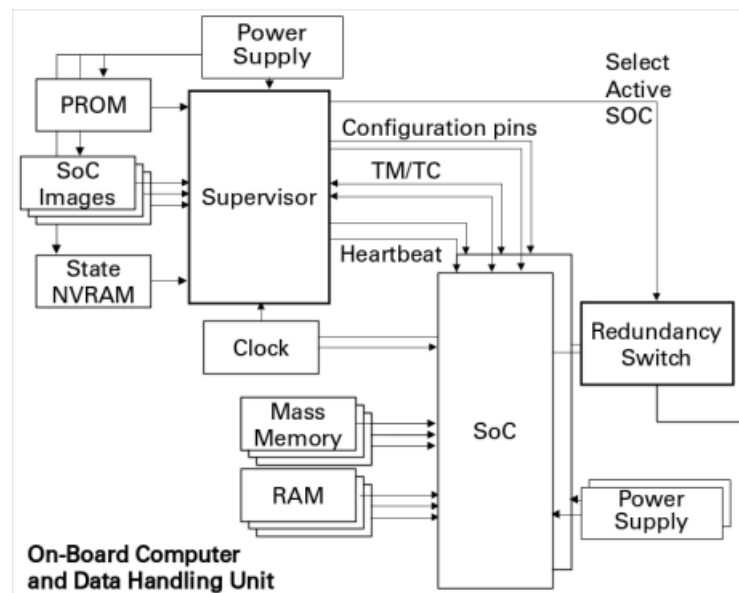 Power
Supply
Select
Active
SOC
PROM
Configuration pins
SoC
Images
TM/TC
Supervisor
Heartbeat
State
NVRAM
Clock
Redundancy
Switch
Mass
Memory
SoC
RAM
Power
Supply
On-Board Computer
and Data Handling Unit